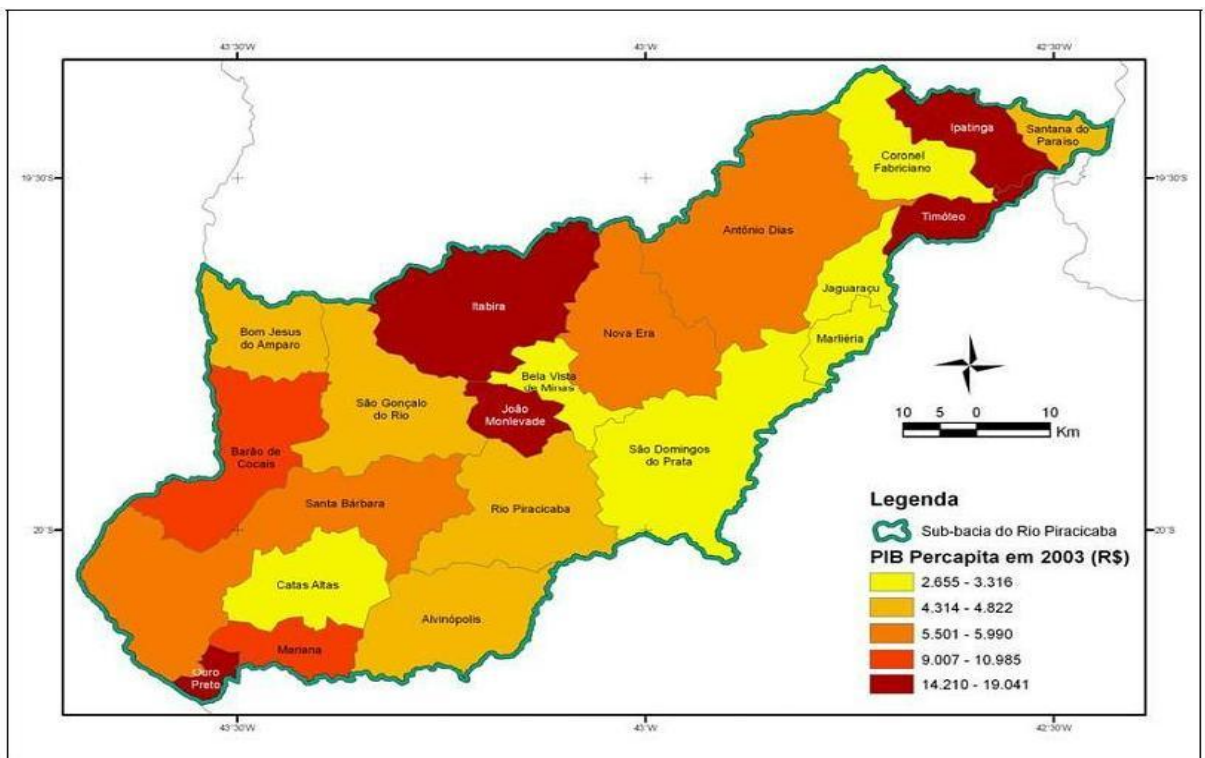 43°30'W
43°W
42°30'W
Ipatinga
Santana do
Paraíso
Coronel
Fabriciano
19°30'S
19°30'S
Timóteo
Antônio Dias
Jaguaraçu
Itabira
Bom Jesus
do Amparo
Nova Era
Marliéria
Bela Vista
de Minas
São Gonçalo
do Rio
João
Monlevade
10 5 0 10
Km
Barão de
Cocais
São Domingos
do Prata
Santa Bárbara
Rio Piracicaba
Legenda
20°S
Sub-bacia do Rio Piracicaba
20°S
PIB Percapita em 2003 (R$)
2.655 - 3.316
Catas Altas
4.314 - 4.822
Alvinópolis
5.501 - 5.990
Mariana
9.007 - 10.985
Ouro
Preto
14.210 - 19.041
43°30'W
43°W
42°30'W